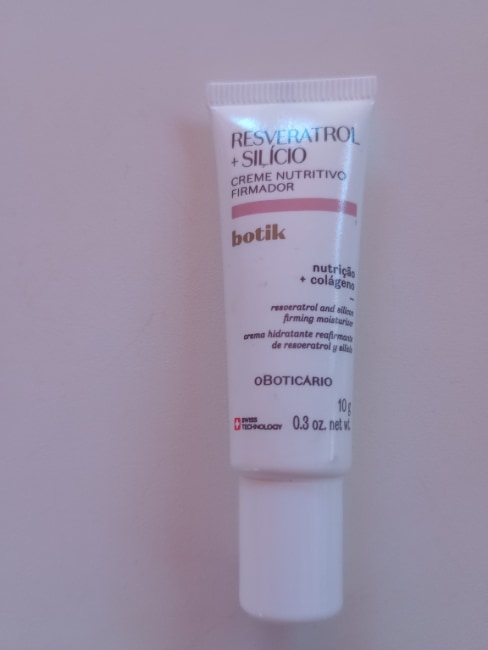 RESVERATROL
+ SILÍCIO
CREME NUTRITIVO
FIRMADOR
botik
nutrição
+ colágeno
resveratrol and silicon
firming moisturizer
crema hidratante reafirmante
de resveratrol y silicio
oBOTICÁRIO
10 g
SWISS
TECHNOLOGY
0.3 oz. net wt.